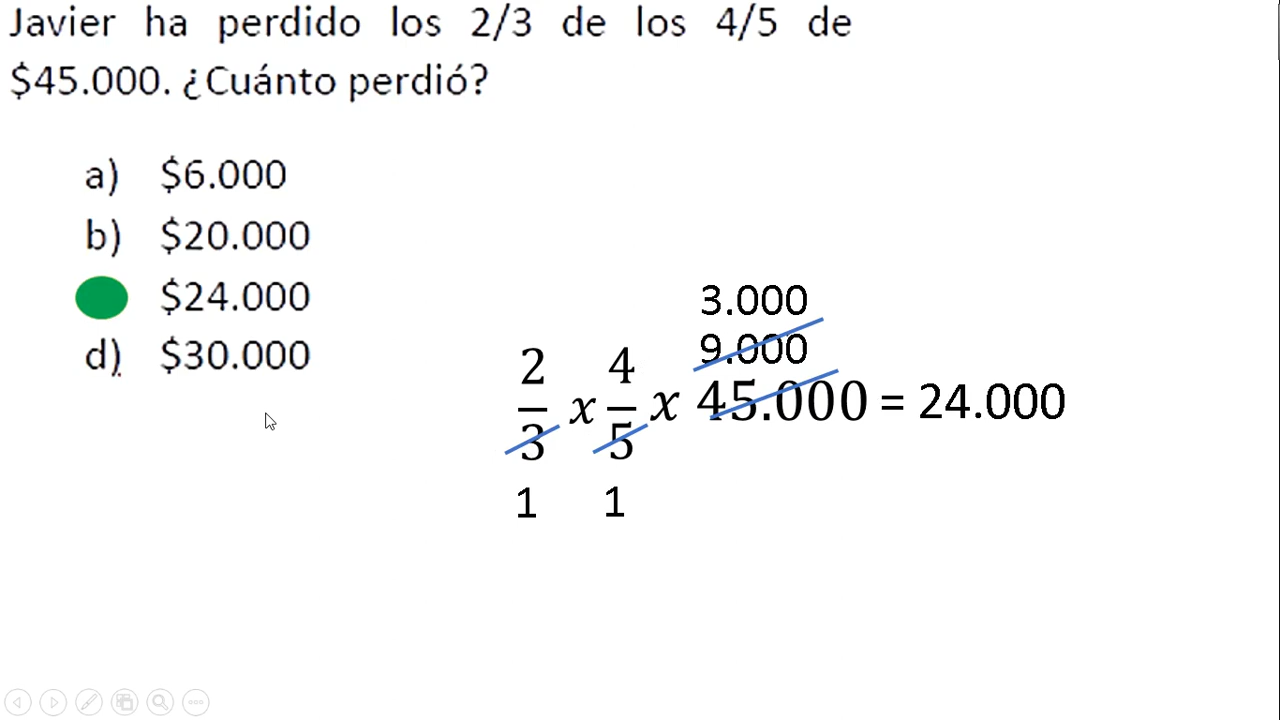 Javier ha perdido los 2/3 de los 4/5 de
$45.000. ¿Cuánto perdió?
a) $6.000
b) $20.000
$24.000
d) $30.000
3.000
9.000
2/3 x 4/5 x 45.000 = 24.000
1 1